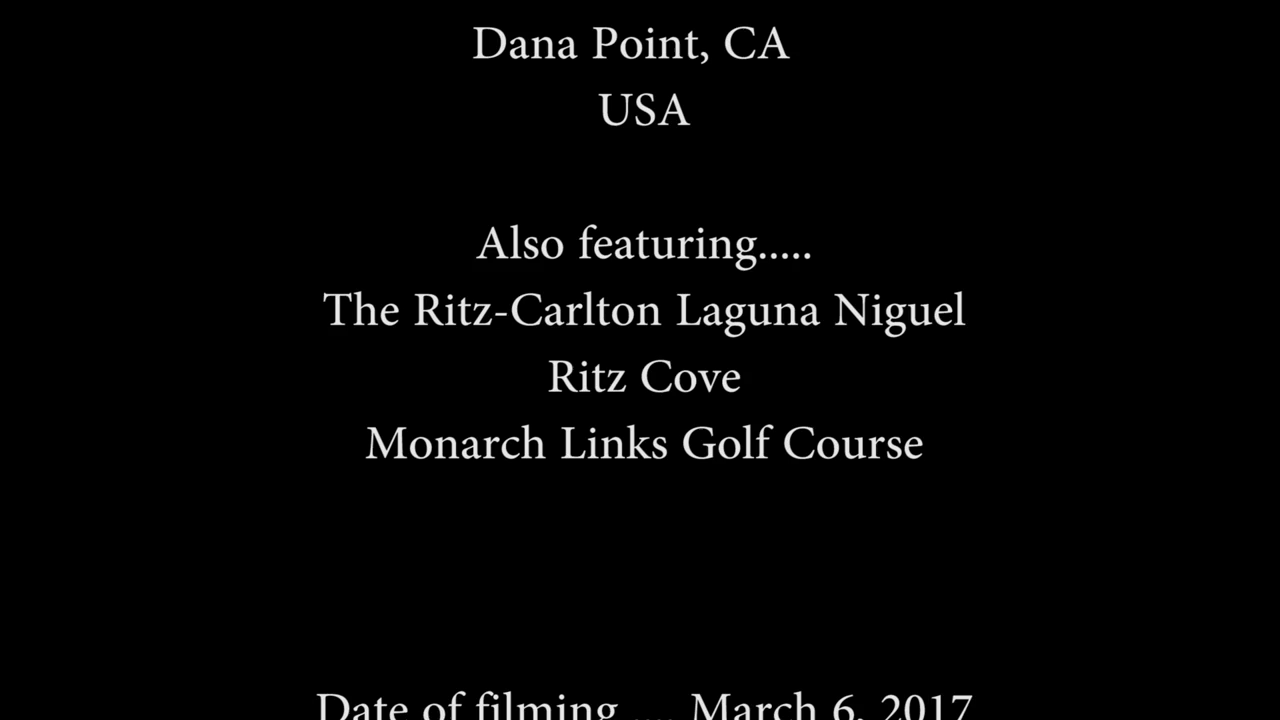 Dana Point, CA
USA
Also featuring.....
The Ritz-Carlton Laguna Niguel
Ritz Cove
Monarch Links Golf Course
Date of filming .... March 6, 2017